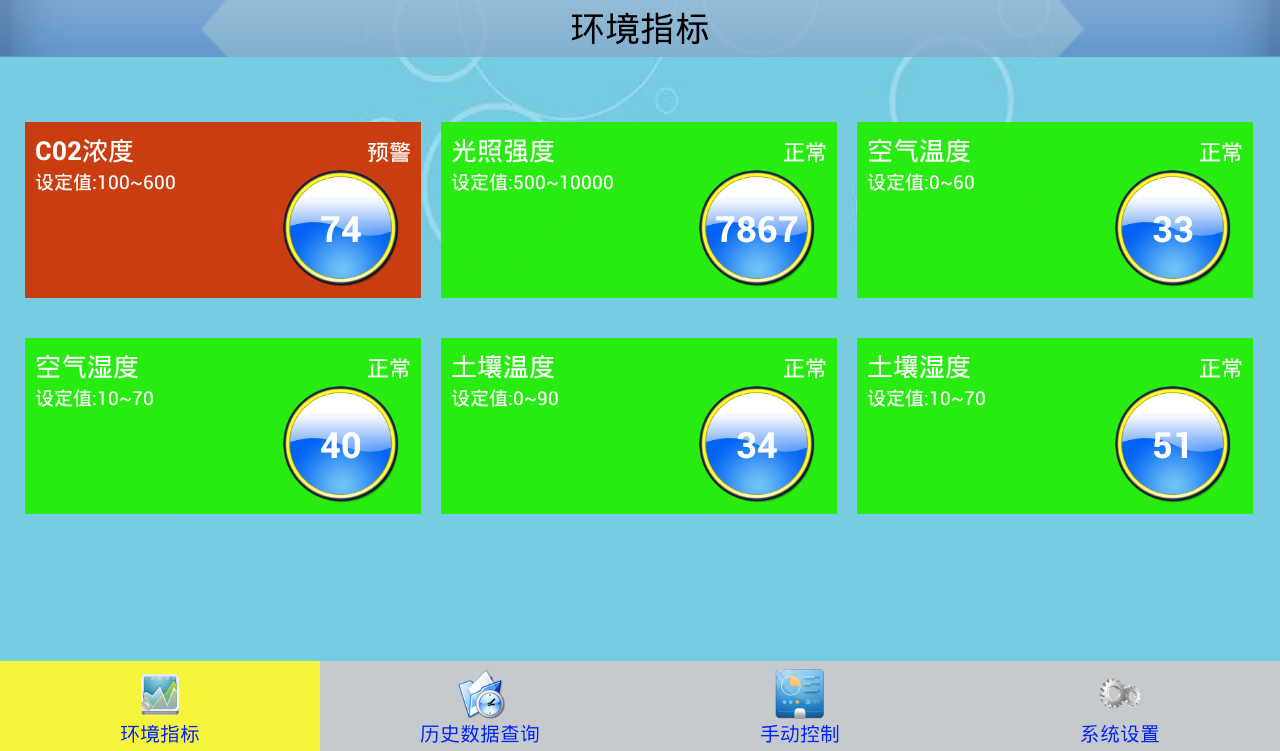 环境指标
C02浓度
预警
设定值:100~600
74
光照强度
正常
设定值:500~10000
7867
空气温度
正常
设定值:0~60
33
空气湿度
正常
设定值:10~70
40
土壤温度
正常
设定值:0~90
34
土壤湿度
正常
设定值:10~70
51
环境指标
历史数据查询
手动控制
系统设置